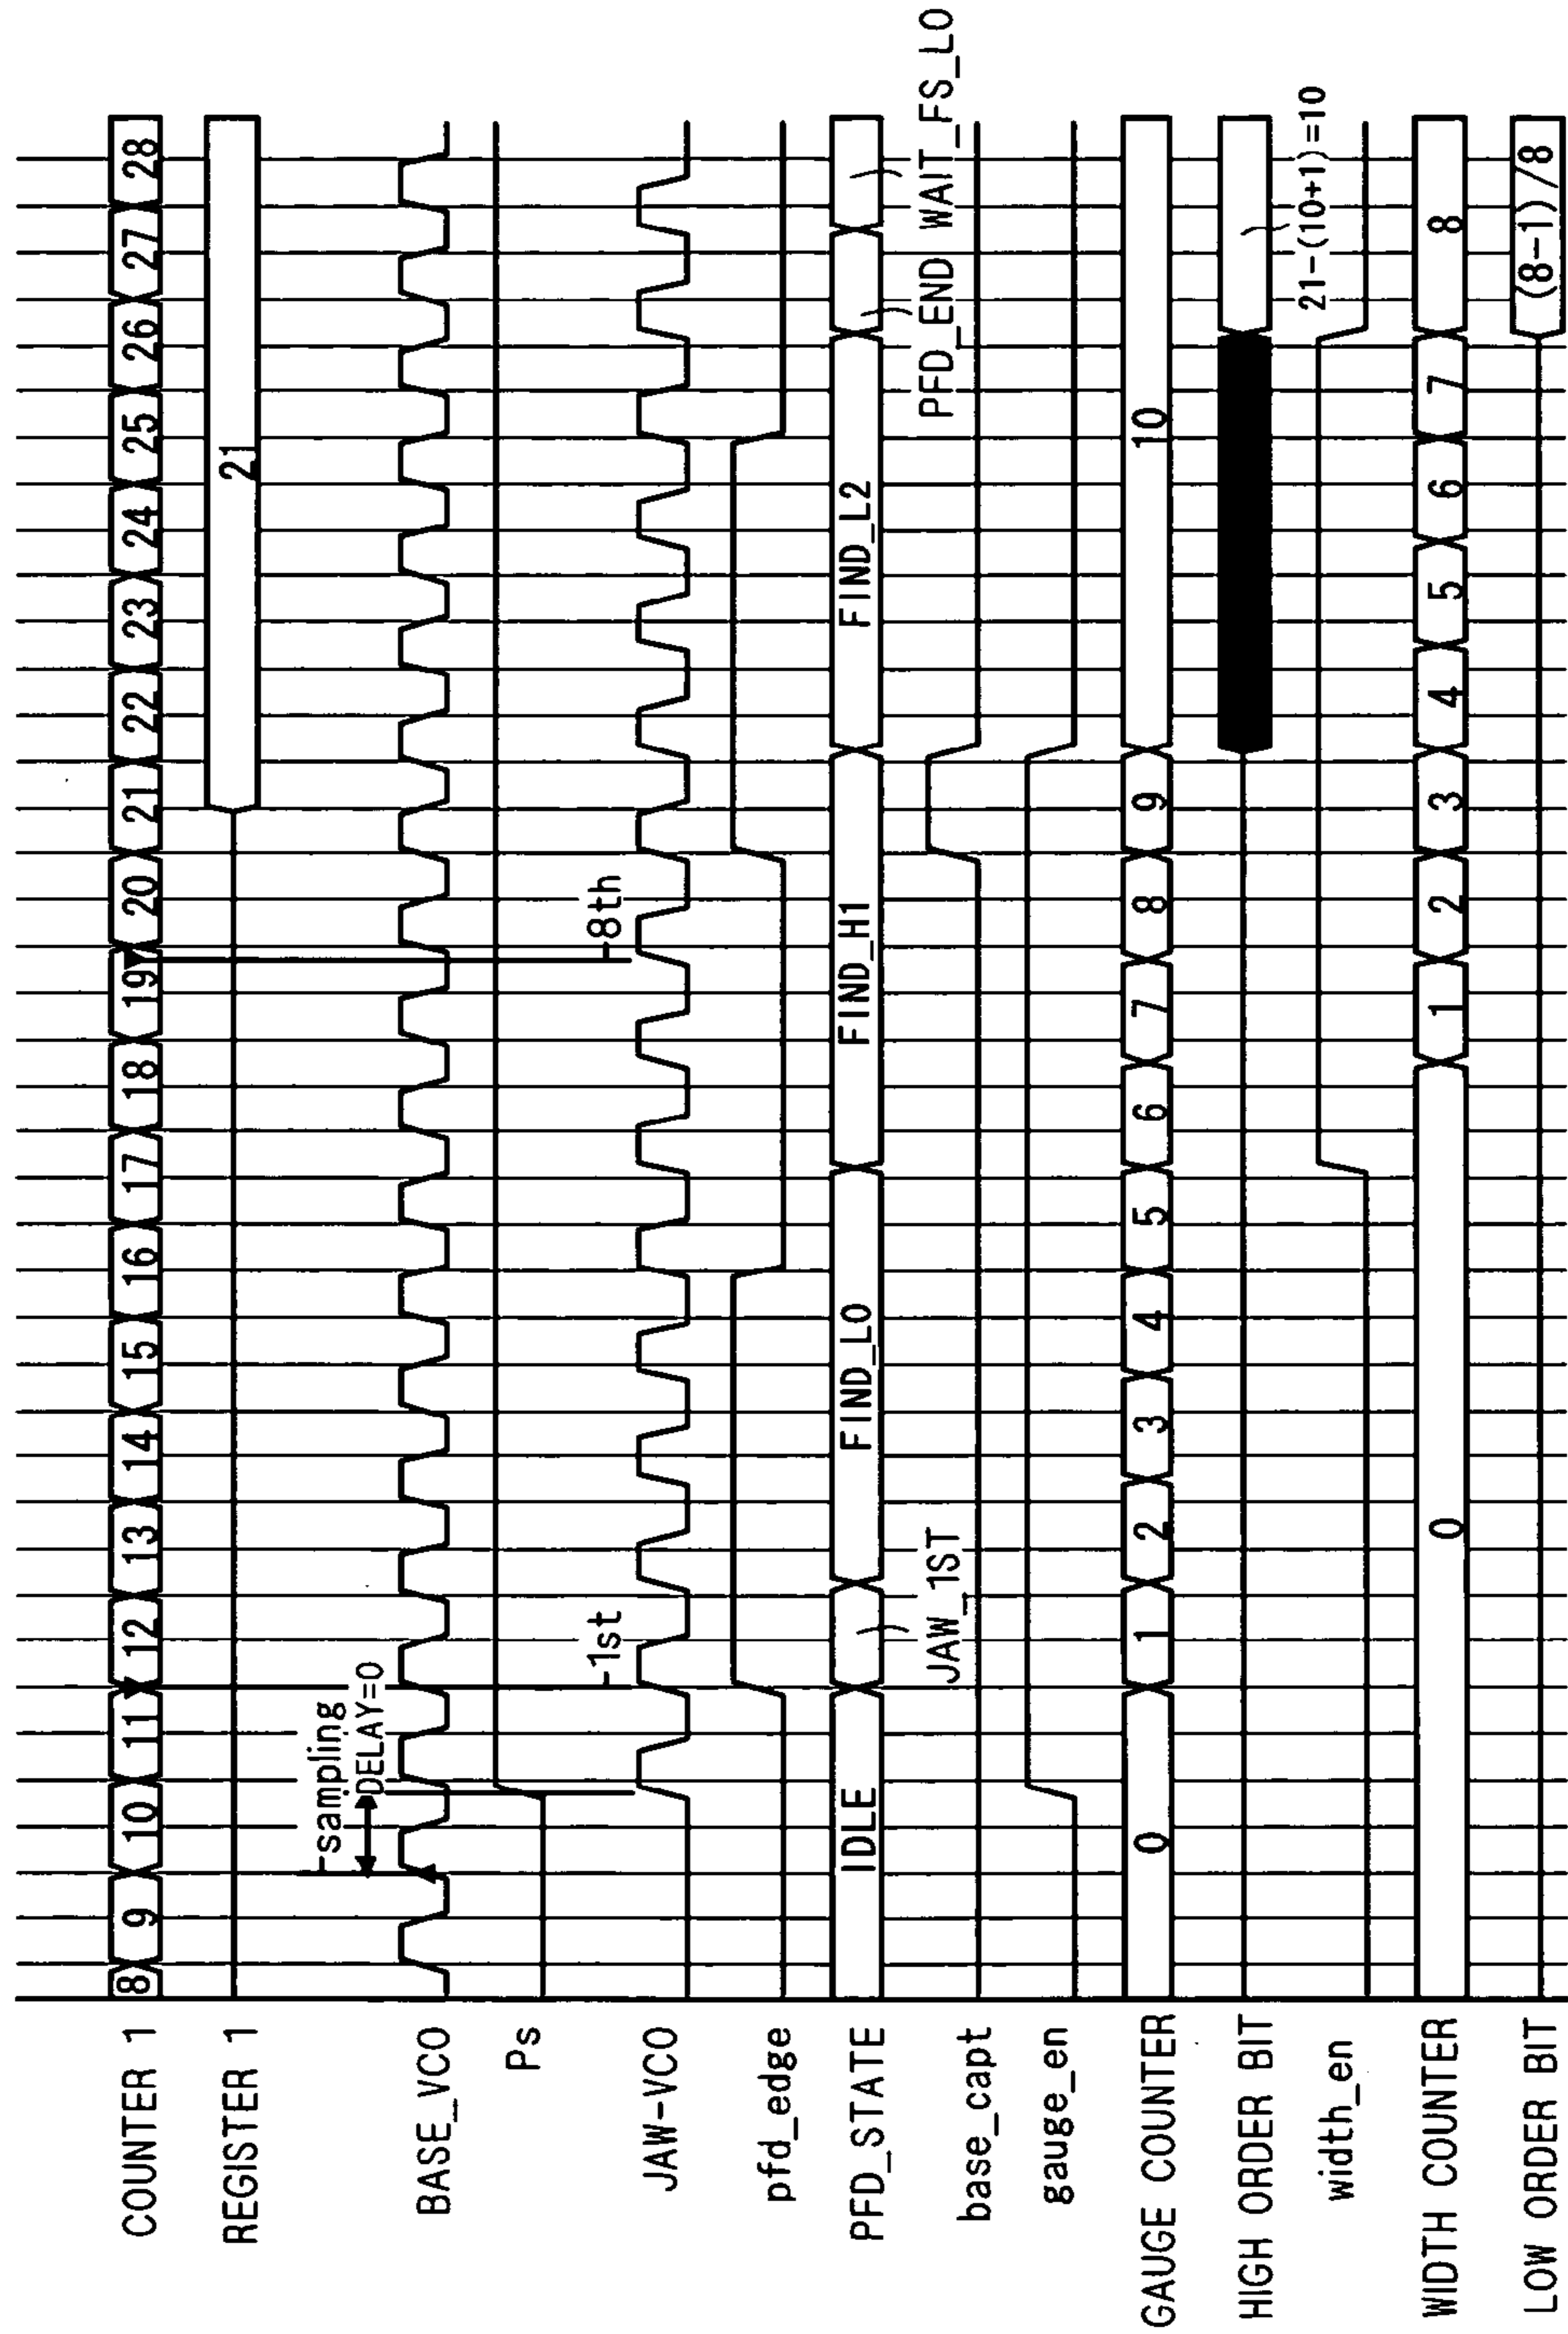 COUNTER 1 8 9 10 11 12 13 14 15 16 17 18 19 20 21 22 23 24 25 26 27 28
REGISTER 1 21
sampling
DELAY=0
BASE_VCO
Ps
1st 8th
JAW-VCO
pfd_edge
PFD_STATE IDLE FIND_LO FIND_H1 FIND_L2
JAW_1ST PFD_END WAIT_FS_LO
base_capt
gauge_en
GAUGE COUNTER 0 1 2 3 4 5 6 7 8 9 10
HIGH ORDER BIT
21-(10+1)=10
width_en
WIDTH COUNTER 0 1 2 3 4 5 6 7 8
LOW ORDER BIT (8-1)/8